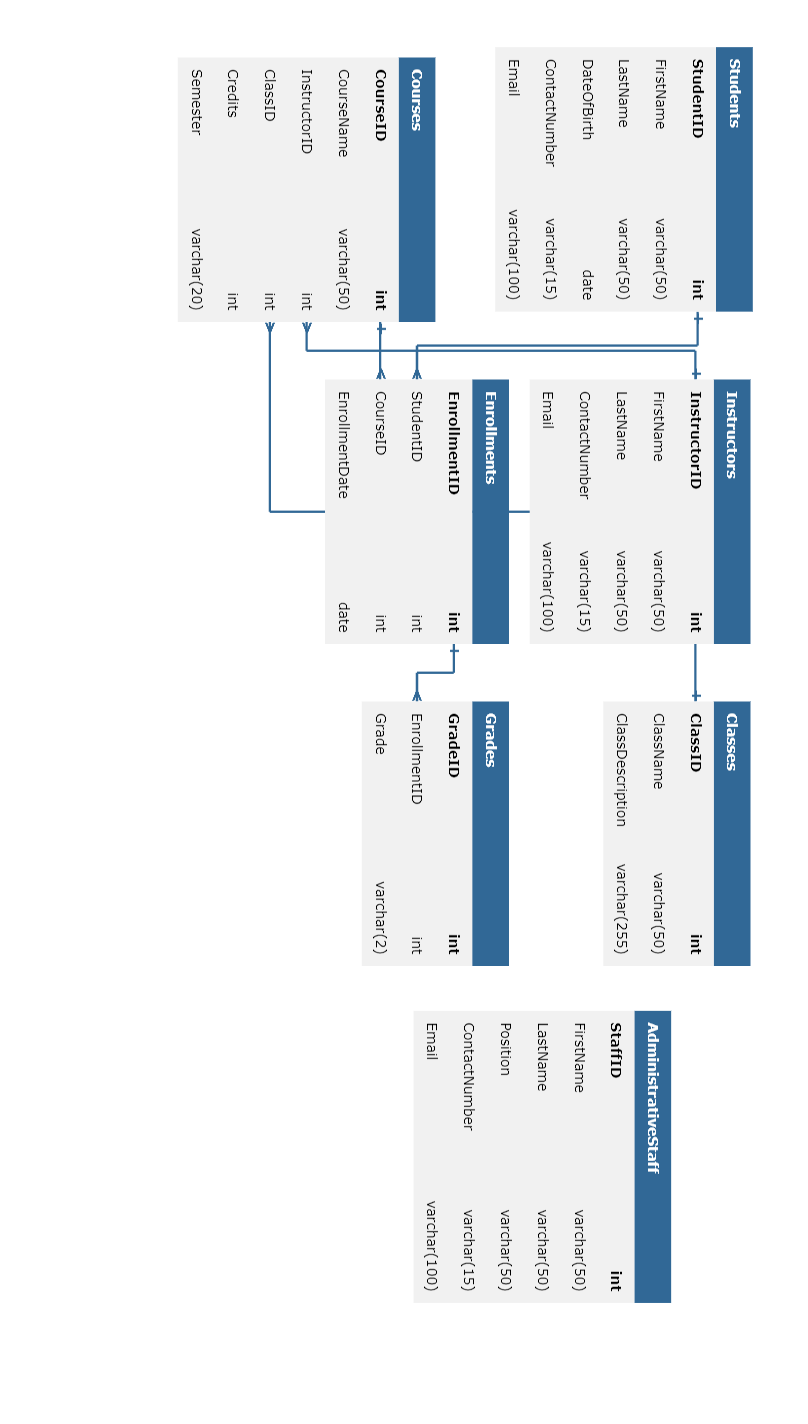 Students
StudentID int
FirstName varchar(50)
LastName varchar(50)
DateOfBirth date
ContactNumber varchar(15)
Email varchar(100)
Instructors
InstructorID int
FirstName varchar(50)
LastName varchar(50)
ContactNumber varchar(15)
Email varchar(100)
Classes
ClassID int
ClassName varchar(50)
ClassDescription varchar(255)
AdministrativeStaff
StaffID int
FirstName varchar(50)
LastName varchar(50)
Position varchar(50)
ContactNumber varchar(15)
Email varchar(100)
Courses
CourseID int
CourseName varchar(50)
InstructorID int
ClassID int
Credits int
Semester varchar(20)
Enrollments
EnrollmentID int
StudentID int
CourseID int
EnrollmentDate date
Grades
GradeID int
EnrollmentID int
Grade varchar(2)